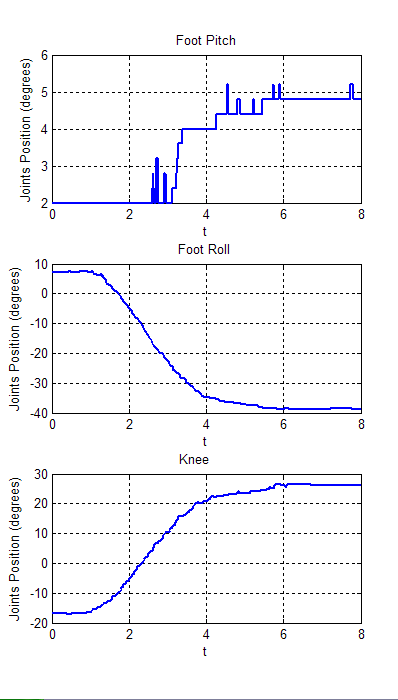 Foot Pitch
Joints Position (degrees)
6
5
4
3
2
0 2 4 6 8
t
Foot Roll
Joints Position (degrees)
10
0
-10
-20
-30
-40
0 2 4 6 8
t
Knee
Joints Position (degrees)
30
20
10
0
-10
-20
0 2 4 6 8
t